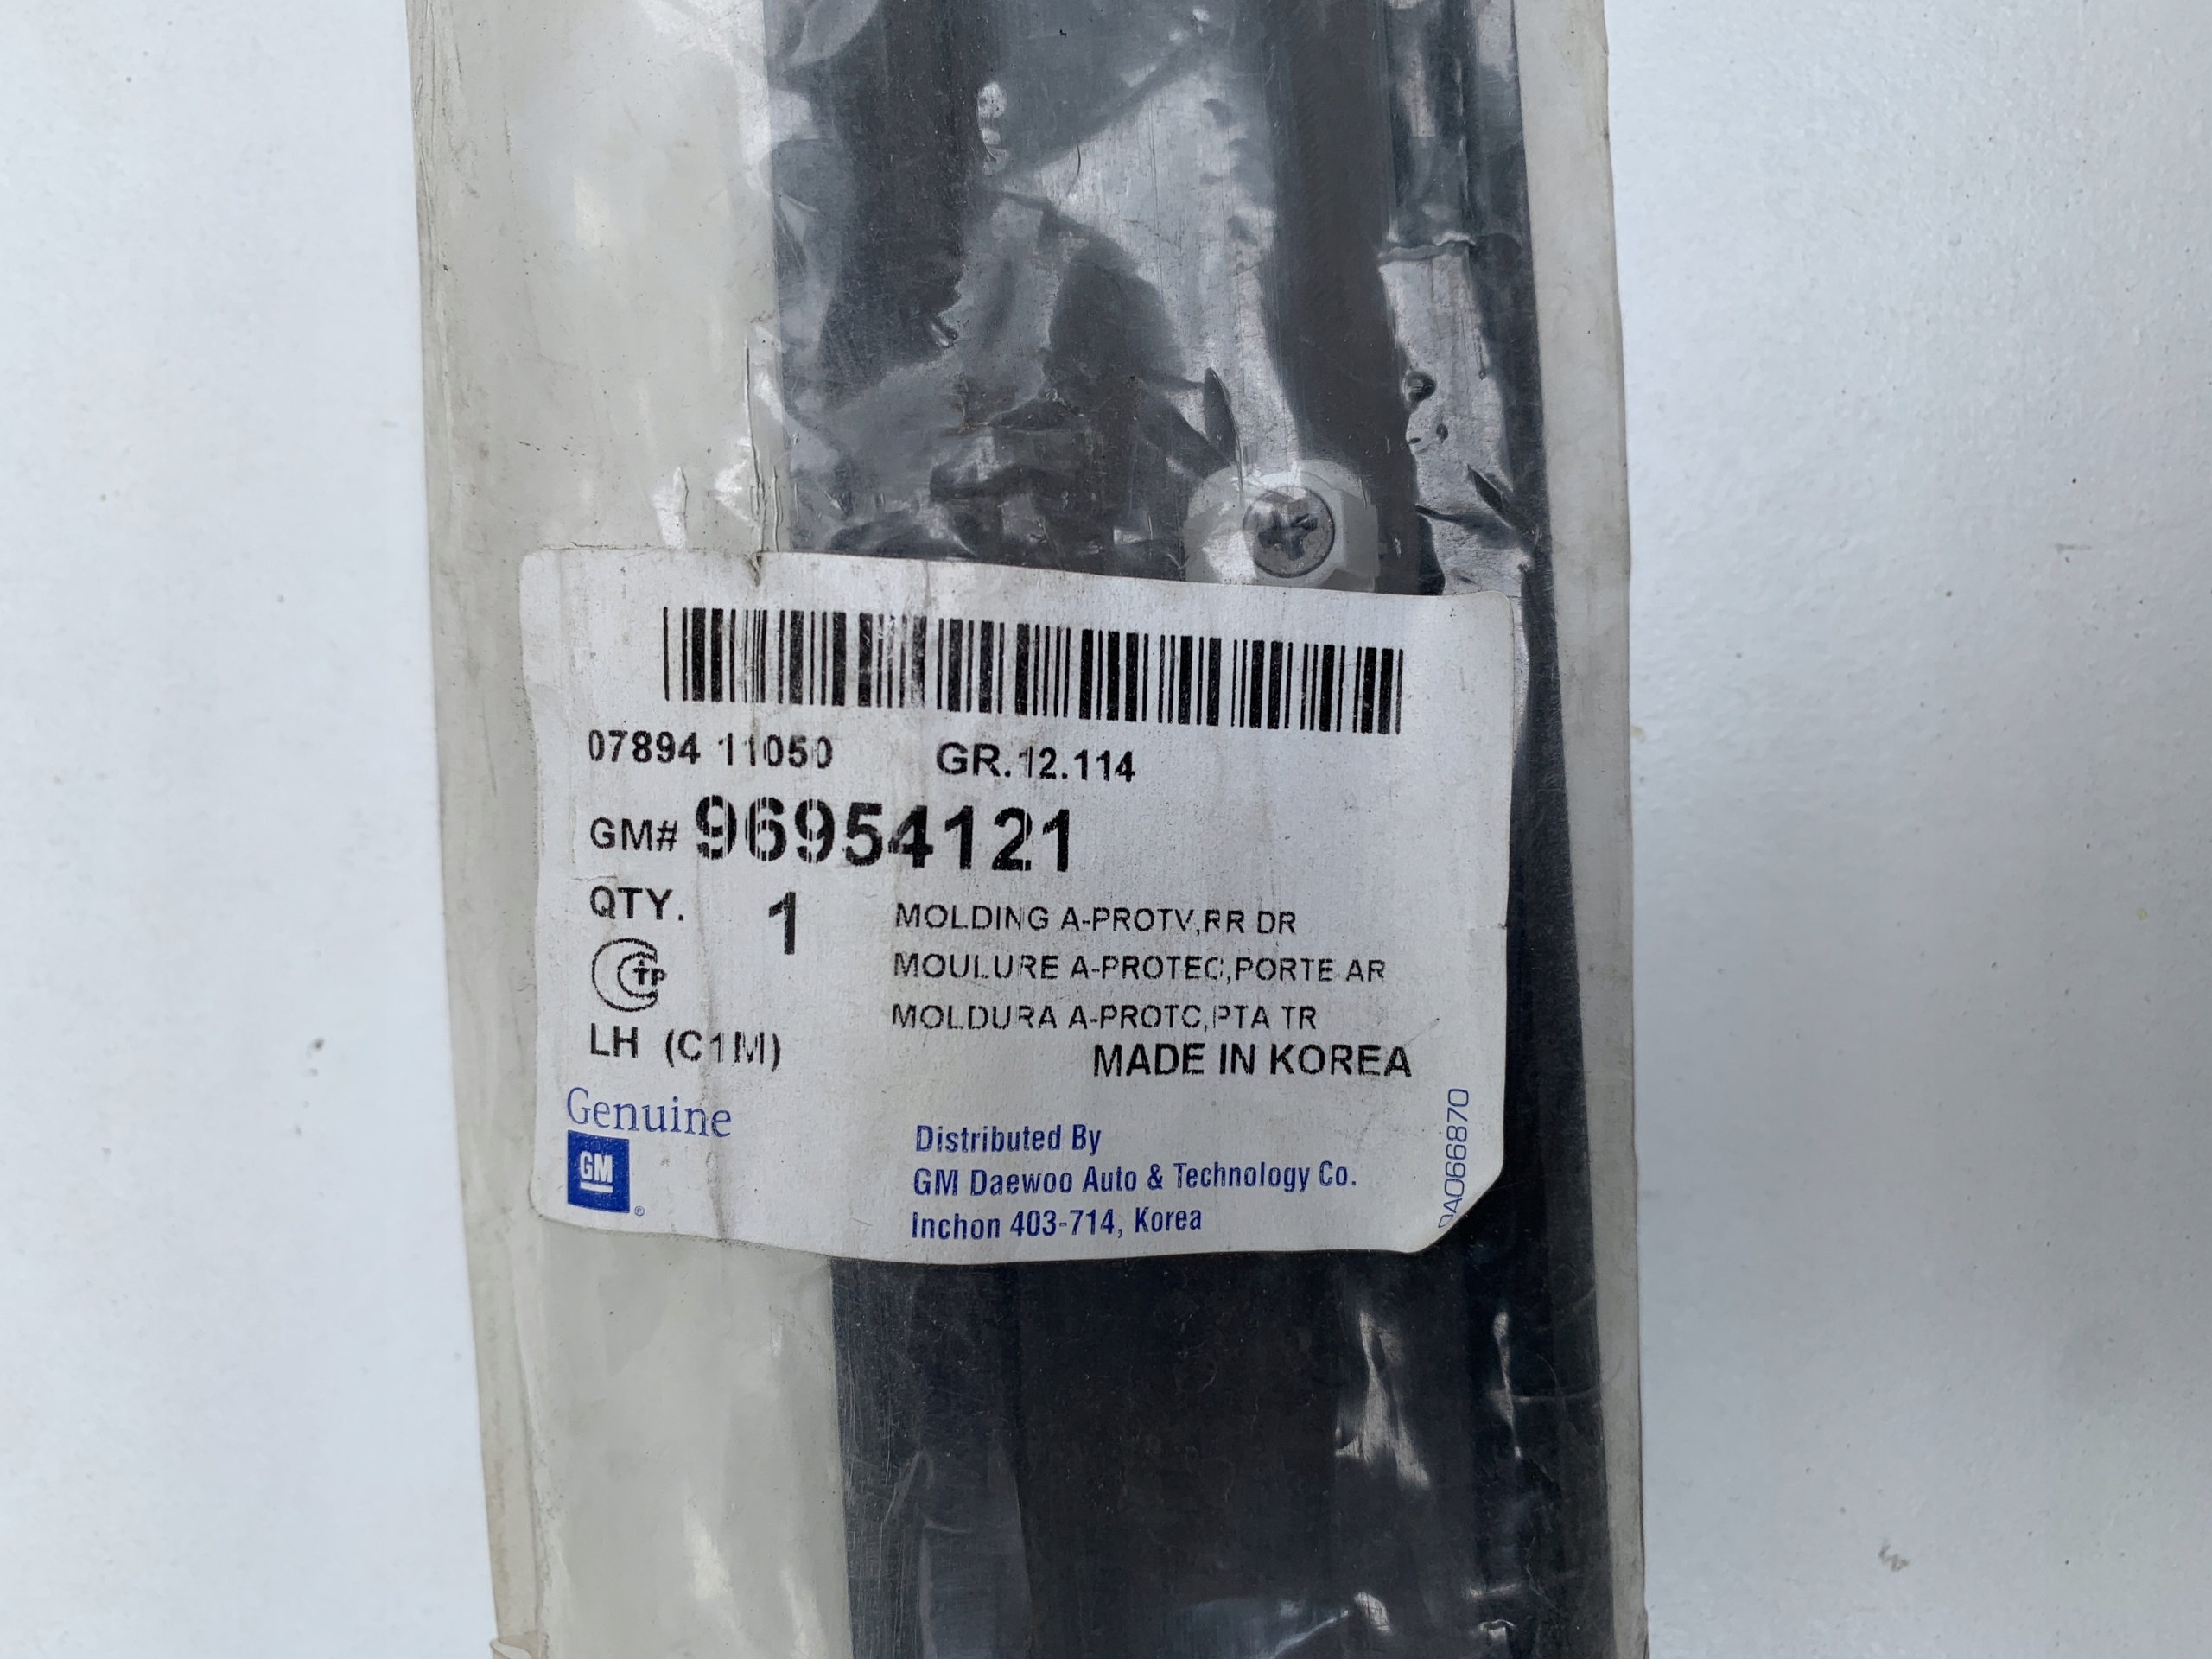 07894 11050 GR.12.114
GM# 96954121
QTY. 1
MOLDING A-PROTV,RR DR
MOULURE A-PROTEC,PORTE AR
MOLDURA A-PROTC,PTA TR
LH (C1M)
MADE IN KOREA
Genuine
GM
®
Distributed By
GM Daewoo Auto & Technology Co.
Inchon 403-714, Korea